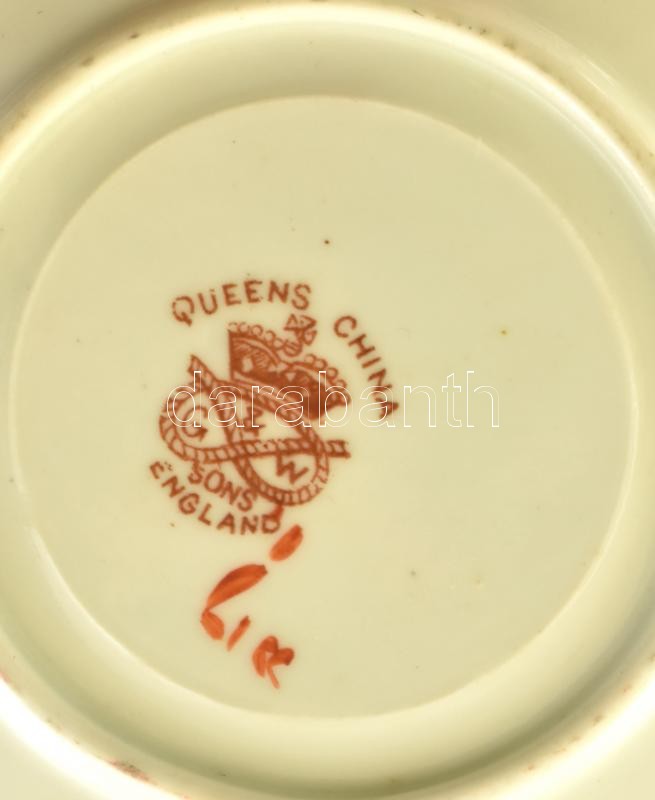 QUEENS CHINA
W
SONS
ENGLAND
darabanth